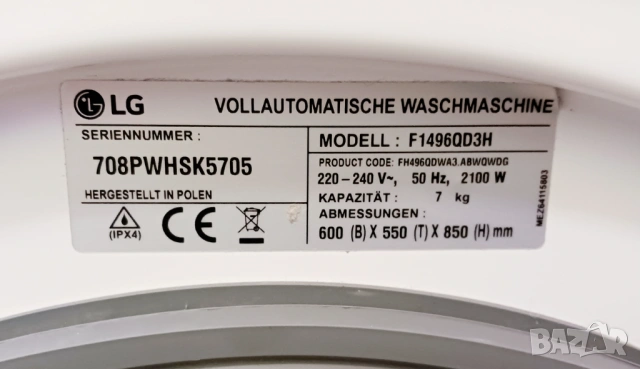 LG VOLLAUTOMATISCHE WASCHMASCHINE
SERIENNUMMER :
708PWHSK5705
HERGESTELLT IN POLEN
(IPX4)
CE
MODELL : F1496QD3H
PRODUCT CODE: FH496QDWA3.ABWQWDG
220-240 V~, 50 Hz, 2100 W
KAPAZITÄT : 7 kg
ABMESSUNGEN :
600 (B) X 550 (T) X 850 (H) mm
MEZ64115803
BAZAR